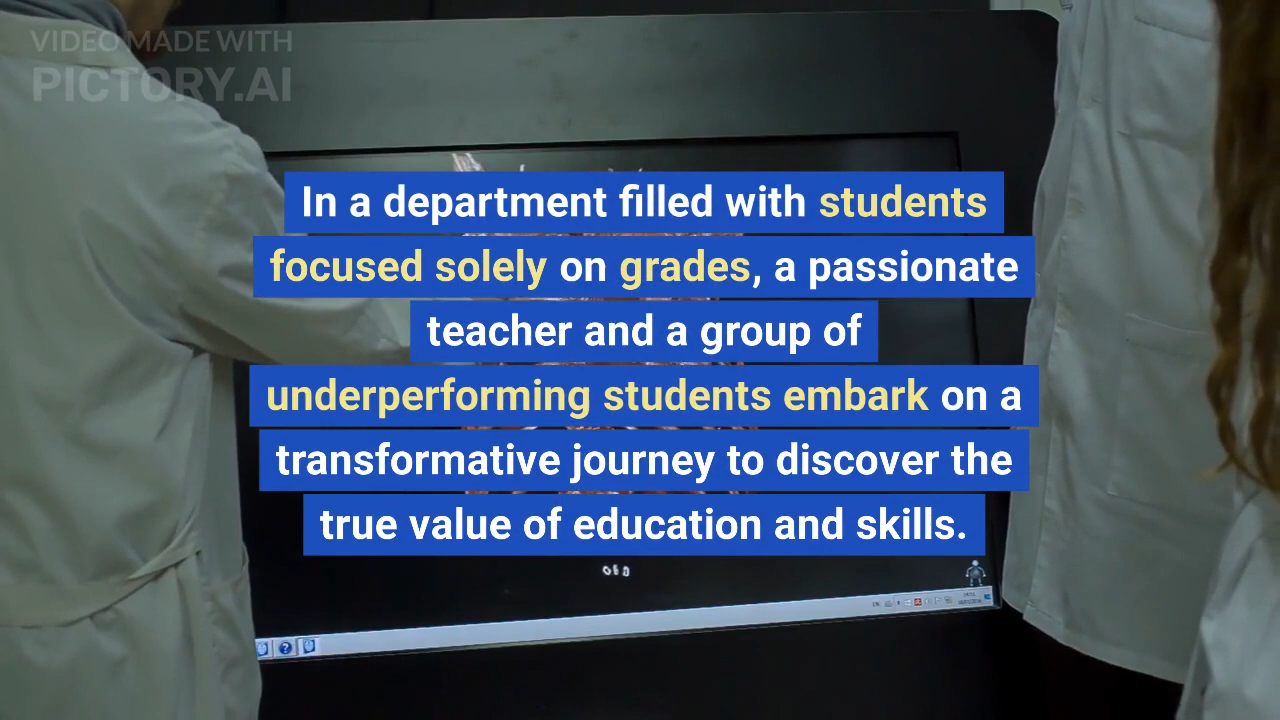 VIDEO MADE WITH
PICTORY.AI
In a department filled with students
focused solely on grades, a passionate
teacher and a group of
underperforming students embark on a
transformative journey to discover the
true value of education and skills.
EN